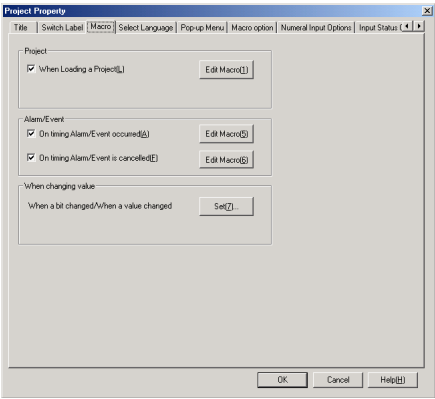 Project Property
Title Switch Label Macro Select Language Pop-up Menu Macro option Numeral Input Options Input Status (
Project
When Loading a Project(L) Edit Macro(1)
Alarm/Event
On timing Alarm/Event occurred(A) Edit Macro(5)
On timing Alarm/Event is cancelled(F) Edit Macro(6)
When changing value
When a bit changed/When a value changed Set(7)...
OK Cancel Help(H)